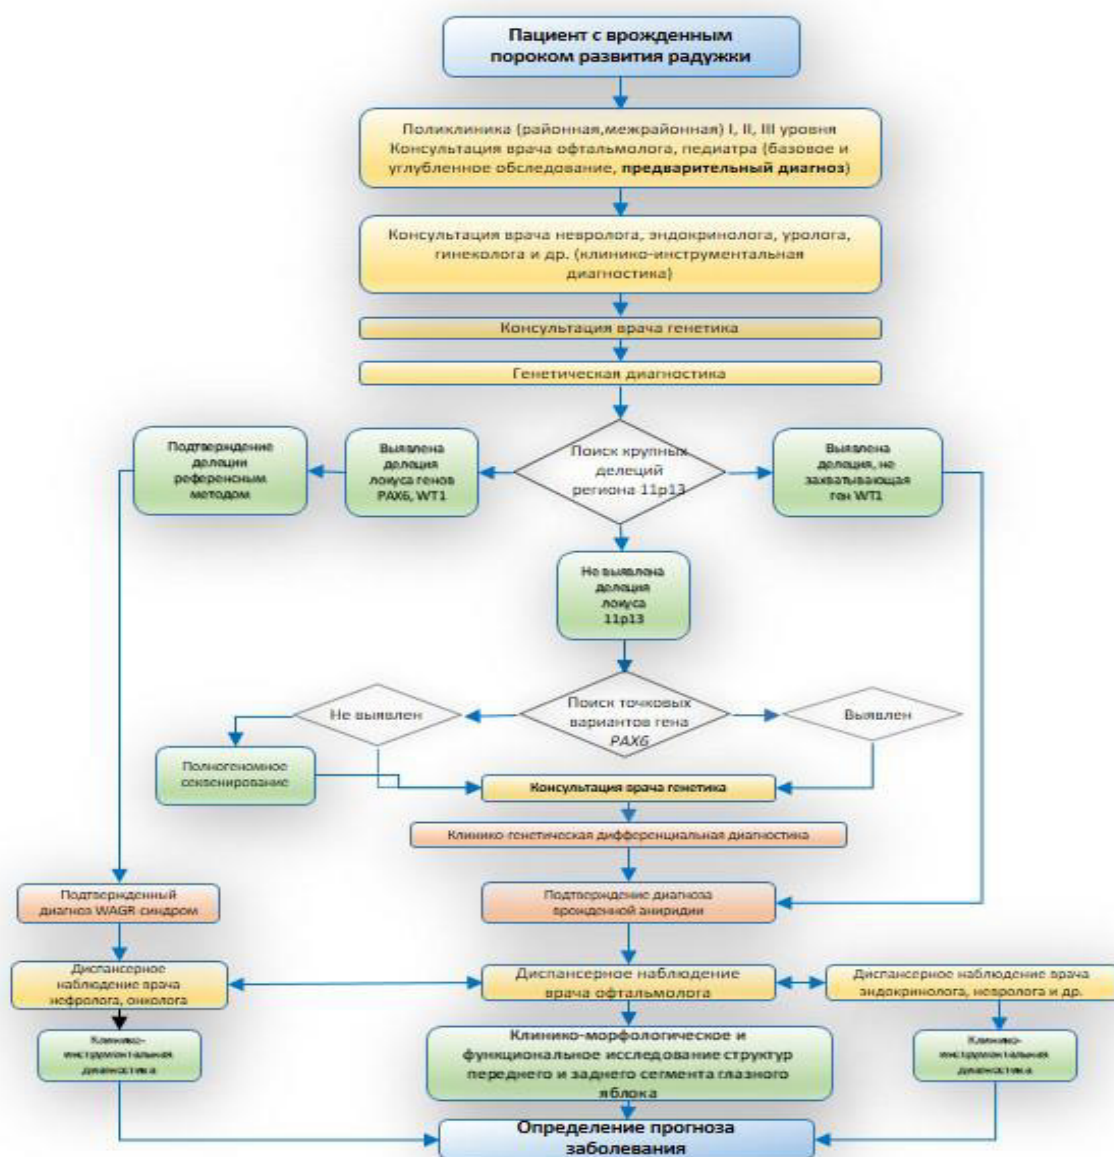 Пациент с врожденным
пороком развития радужки
Поликлиника (районная,межрайонная) I, II, III уровня
Консультация врача офтальмолога, педиатра (базовое и
углубленное обследование, предварительный диагноз)
Консультация врача невролога, эндокринолога, уролога,
гинеколога и др. (клинико-инструментальная
диагностика)
Консультация врача генетика
Генетическая диагностика
Подтверждение
делеции
референсным
методом
Выявлена
делеция
локуса генов
PAX6, WT1
Поиск крупных
делеций
региона 11p13
Выявлена
делеция, не
захватывающая
ген WT1
Не выявлена
делеция
локуса
11p13
Не выявлен
Поиск точковых
вариантов гена
PAX6
Выявлен
Полногеномное
секвенирование
Консультация врача генетика
Клинико-генетическая дифференциальная диагностика
Подтвержденный
диагноз WAGR синдром
Подтверждение диагноза
врожденной аниридии
Диспансерное
наблюдение врача
нефролога, онколога
Диспансерное наблюдение
врача офтальмолога
Диспансерное наблюдение врача
эндокринолога, невролога и др.
Клинико-
инструментальная
диагностика
Клинико-морфологическое и
функциональное исследование структур
переднего и заднего сегмента глазного
яблока
Клинико-
инструментальная
диагностика
Определение прогноза
заболевания